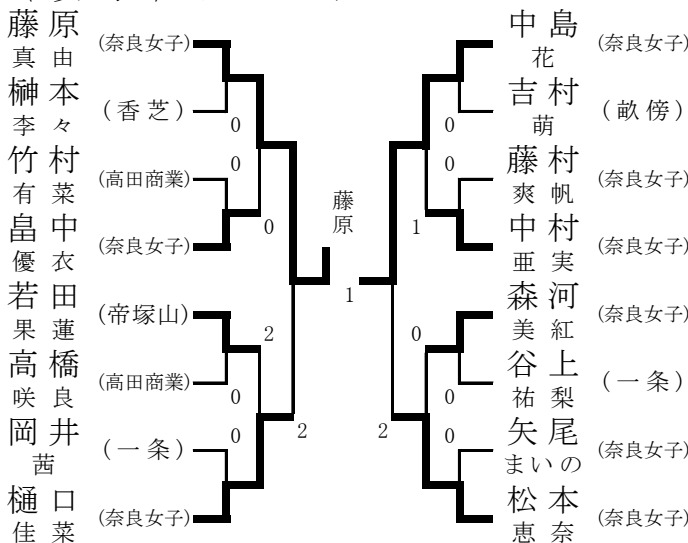 藤原
真由
(奈良女子)
榊本
李々
(香芝)
0
竹村
有菜
(高田商業)
0
畠中
優衣
(奈良女子)
0
若田
果蓮
(帝塚山)
2
高橋
咲良
(高田商業)
0
岡井
茜
(一条)
0
2
樋口
佳菜
(奈良女子)
藤原
1
中島
花
(奈良女子)
吉村
萌
(畝傍)
0
藤村
爽帆
(奈良女子)
0
中村
亜実
(奈良女子)
1
森河
美紅
(奈良女子)
0
谷上
祐梨
(一条)
0
矢尾
まいの
(奈良女子)
0
2
松本
恵奈
(奈良女子)